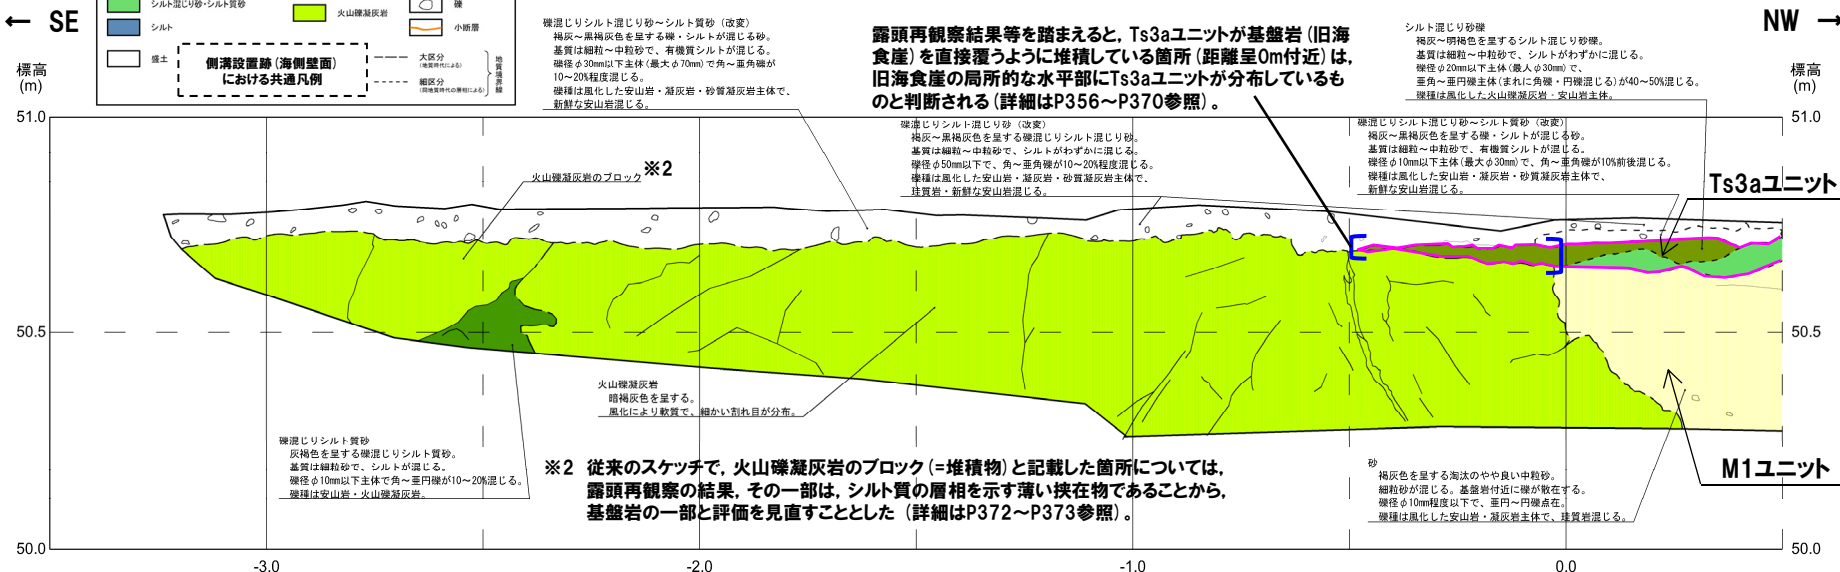 ← SE
NW →
シルト混じり砂・シルト質砂
シルト
盛土
火山礫凝灰岩
礫
小断層
側溝設置跡(海側壁面)
における共通凡例
大区分
(地質時代による)
細区分
(同地質時代の層相による)
地質境界線
標高
(m)
51.0
50.5
50.0
礫混じりシルト混じり砂～シルト質砂（改変）
褐灰～黒褐灰色を呈する礫・シルトが混じる砂。
基質は細粒～中粒砂で、有機質シルトが混じる。
礫径φ30mm以下主体(最大φ70mm)で角～亜角礫が
10～20%程度混じる。
礫種は風化した安山岩・凝灰岩・砂質凝灰岩主体で、
新鮮な安山岩混じる。
露頭再観察結果等を踏まえると，Ts3aユニットが基盤岩（旧海
食崖）を直接覆うように堆積している箇所（距離呈0m付近）は，
旧海食崖の局所的な水平部にTs3aユニットが分布しているも
のと判断される（詳細はP356～P370参照）。
シルト混じり砂礫
褐灰～明褐灰色を呈するシルト混じり砂礫。
基質は細粒～中粒砂で、シルトがわずかに混じる。
礫径φ20mm以下主体(最大φ30mm)で、
亜角～亜円礫主体(まれに角礫・円礫混じる)が40～50%混じる。
礫種は風化した火山礫凝灰岩・安山岩主体。
標高
(m)
51.0
50.5
50.0
礫混じりシルト混じり砂（改変）
褐灰～黒褐灰色を呈する礫混じりシルト混じり砂。
基質は細粒～中粒砂で、シルトがわずかに混じる。
礫径φ50mm以下で、角～亜角礫が10～20%程度混じる。
礫種は風化した安山岩・凝灰岩・砂質凝灰岩主体で、
珪質岩・新鮮な安山岩混じる。
礫混じりシルト混じり砂～シルト質砂（改変）
褐灰～黒褐灰色を呈する礫・シルトが混じる砂。
基質は細粒～中粒砂で、有機質シルトが混じる。
礫径φ10mm以下主体(最大φ30mm)で、角～亜角礫が10%前後混じる。
礫種は風化した安山岩・凝灰岩・砂質凝灰岩主体で、
新鮮な安山岩混じる。
火山礫凝灰岩のブロック※2
Ts3aユニット
火山礫凝灰岩
暗褐灰色を呈する。
風化により軟質で、細かい割れ目が分布。
礫混じりシルト質砂
灰褐色を呈する礫混じりシルト質砂。
基質は細粒砂で、シルトが混じる。
礫径φ10mm以下主体で角～亜円礫が10～20%混じる。
礫種は安山岩・火山礫凝灰岩。
※2 従来のスケッチで，火山礫凝灰岩のブロック（=堆積物）と記載した箇所については，
露頭再観察の結果，その一部は，シルト質の層相を示す薄い挟在物であることから，
基盤岩の一部と評価を見直すこととした（詳細はP372～P373参照）。
砂
褐灰色を呈する淘汰のやや良い中粒砂。
細粒砂が混じる。基盤岩付近に礫が散在する。
礫径φ10mm程度以下で、亜円～円礫点在。
礫種は風化した安山岩・凝灰岩主体で、珪質岩混じる。
M1ユニット
-3.0
-2.0
-1.0
0.0